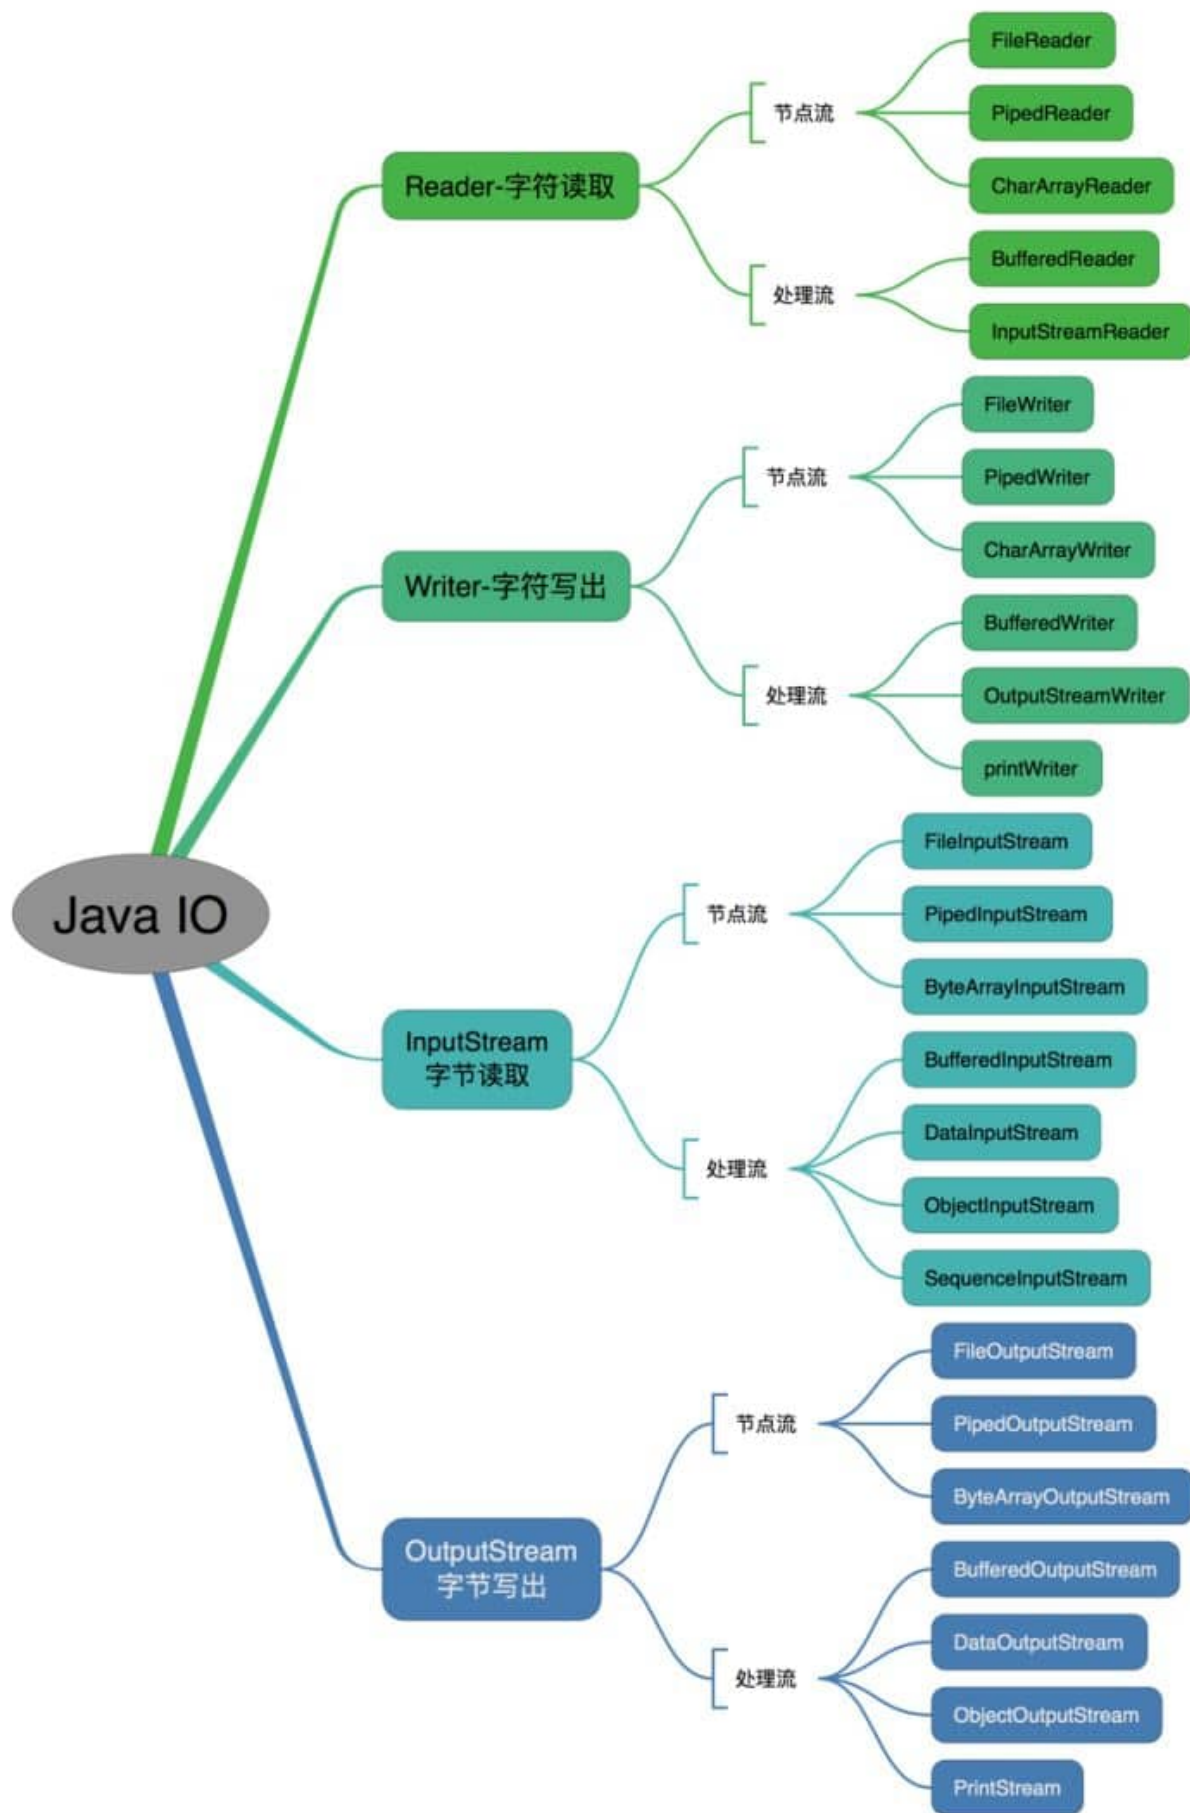 Java IO
Reader-字符读取
节点流
FileReader
PipedReader
CharArrayReader
处理流
BufferedReader
InputStreamReader
Writer-字符写出
节点流
FileWriter
PipedWriter
CharArrayWriter
处理流
BufferedWriter
OutputStreamWriter
printWriter
InputStream
字节读取
节点流
FileInputStream
PipedInputStream
ByteArrayInputStream
处理流
BufferedInputStream
DataInputStream
ObjectInputStream
SequenceInputStream
OutputStream
字节写出
节点流
FileOutputStream
PipedOutputStream
ByteArrayOutputStream
处理流
BufferedOutputStream
DataOutputStream
ObjectOutputStream
PrintStream